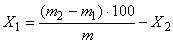 X₁ = (m₂ − m₁) · 100 / m − X₂